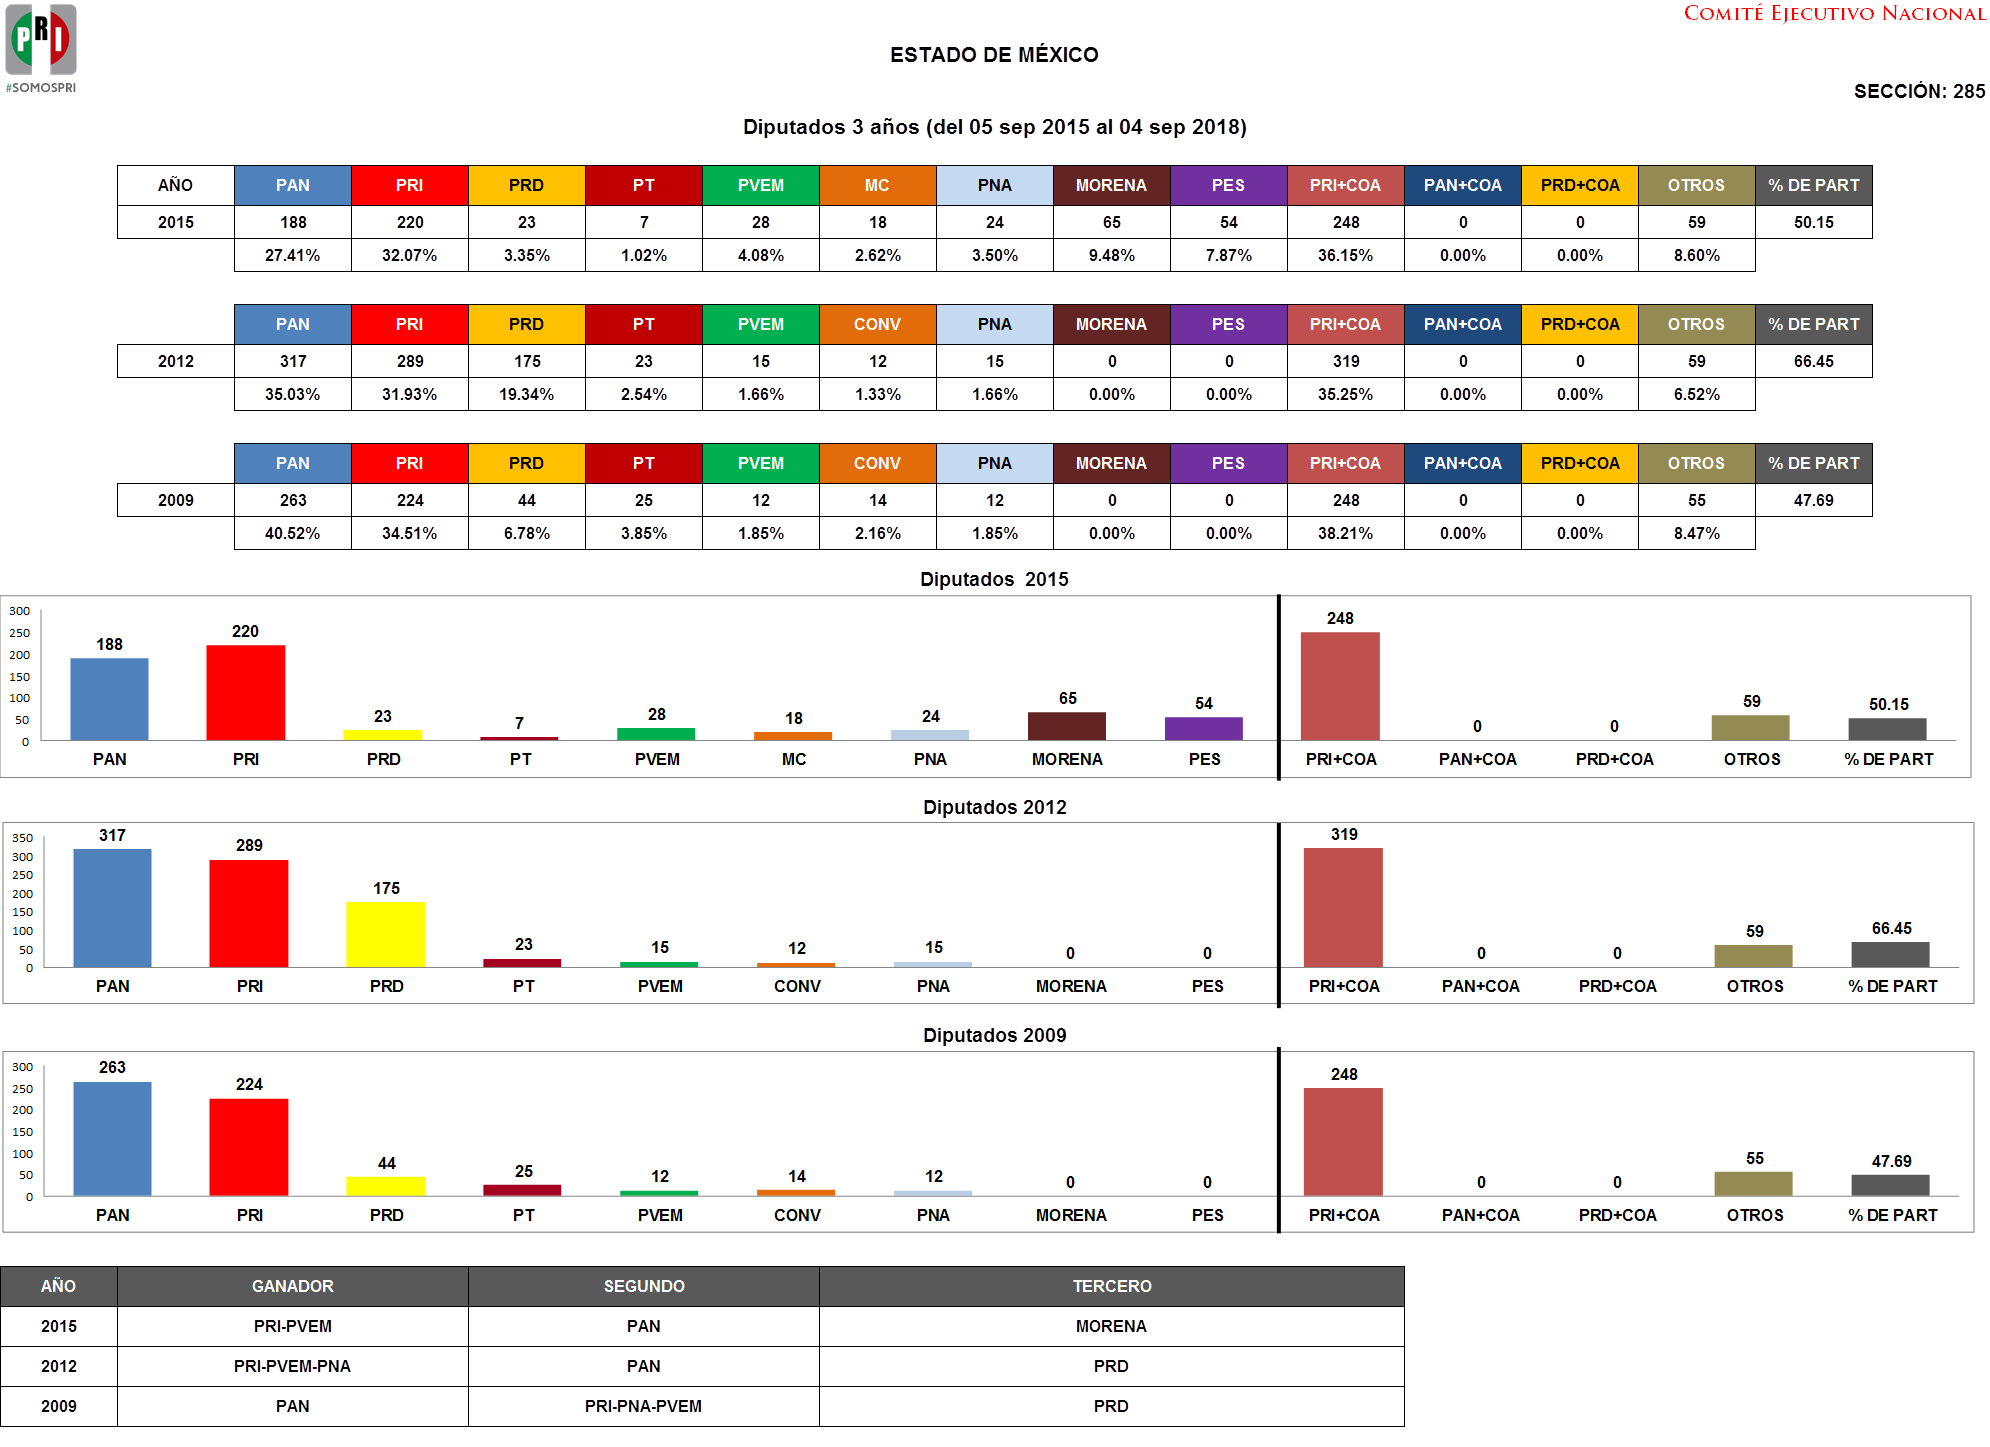 PRI
#SOMOSPRI
COMITÉ EJECUTIVO NACIONAL
ESTADO DE MÉXICO
SECCIÓN: 285
Diputados 3 años (del 05 sep 2015 al 04 sep 2018)
AÑO PAN PRI PRD PT PVEM MC PNA MORENA PES PRI+COA PAN+COA PRD+COA OTROS % DE PART
2015 188 220 23 7 28 18 24 65 54 248 0 0 59 50.15
27.41% 32.07% 3.35% 1.02% 4.08% 2.62% 3.50% 9.48% 7.87% 36.15% 0.00% 0.00% 8.60%
PAN PRI PRD PT PVEM CONV PNA MORENA PES PRI+COA PAN+COA PRD+COA OTROS % DE PART
2012 317 289 175 23 15 12 15 0 0 319 0 0 59 66.45
35.03% 31.93% 19.34% 2.54% 1.66% 1.33% 1.66% 0.00% 0.00% 35.25% 0.00% 0.00% 6.52%
PAN PRI PRD PT PVEM CONV PNA MORENA PES PRI+COA PAN+COA PRD+COA OTROS % DE PART
2009 263 224 44 25 12 14 12 0 0 248 0 0 55 47.69
40.52% 34.51% 6.78% 3.85% 1.85% 2.16% 1.85% 0.00% 0.00% 38.21% 0.00% 0.00% 8.47%
Diputados 2015
300
250
200
150
100
50
0
188 220 23 7 28 18 24 65 54 248 0 0 59 50.15
PAN PRI PRD PT PVEM MC PNA MORENA PES PRI+COA PAN+COA PRD+COA OTROS % DE PART
Diputados 2012
350
300
250
200
150
100
50
0
317 289 175 23 15 12 15 0 0 319 0 0 59 66.45
PAN PRI PRD PT PVEM CONV PNA MORENA PES PRI+COA PAN+COA PRD+COA OTROS % DE PART
Diputados 2009
300
250
200
150
100
50
0
263 224 44 25 12 14 12 0 0 248 0 0 55 47.69
PAN PRI PRD PT PVEM CONV PNA MORENA PES PRI+COA PAN+COA PRD+COA OTROS % DE PART
AÑO GANADOR SEGUNDO TERCERO
2015 PRI-PVEM PAN MORENA
2012 PRI-PVEM-PNA PAN PRD
2009 PAN PRI-PNA-PVEM PRD